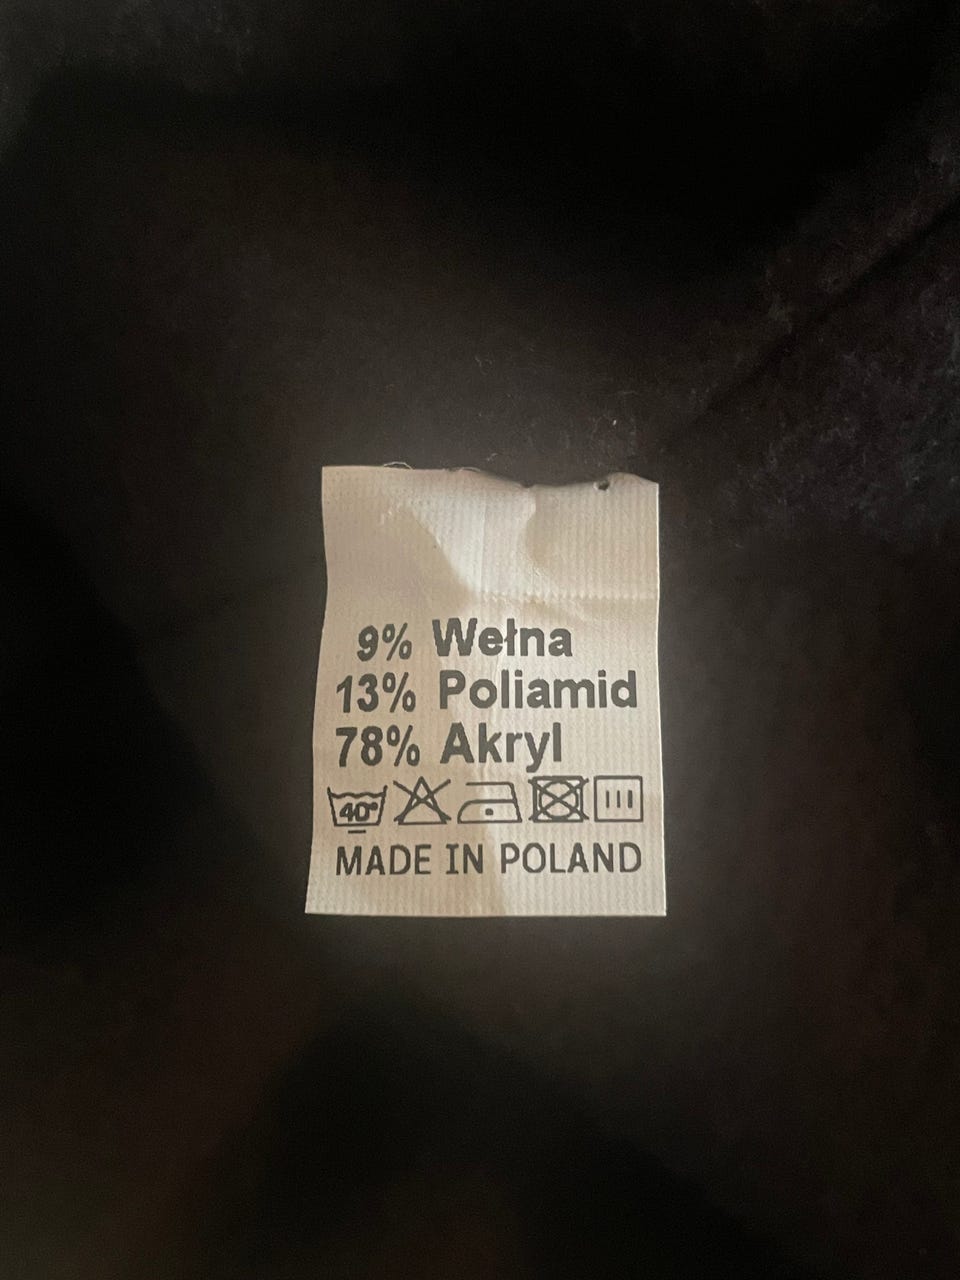 9% Wełna
13% Poliamid
78% Akryl
40°
MADE IN POLAND